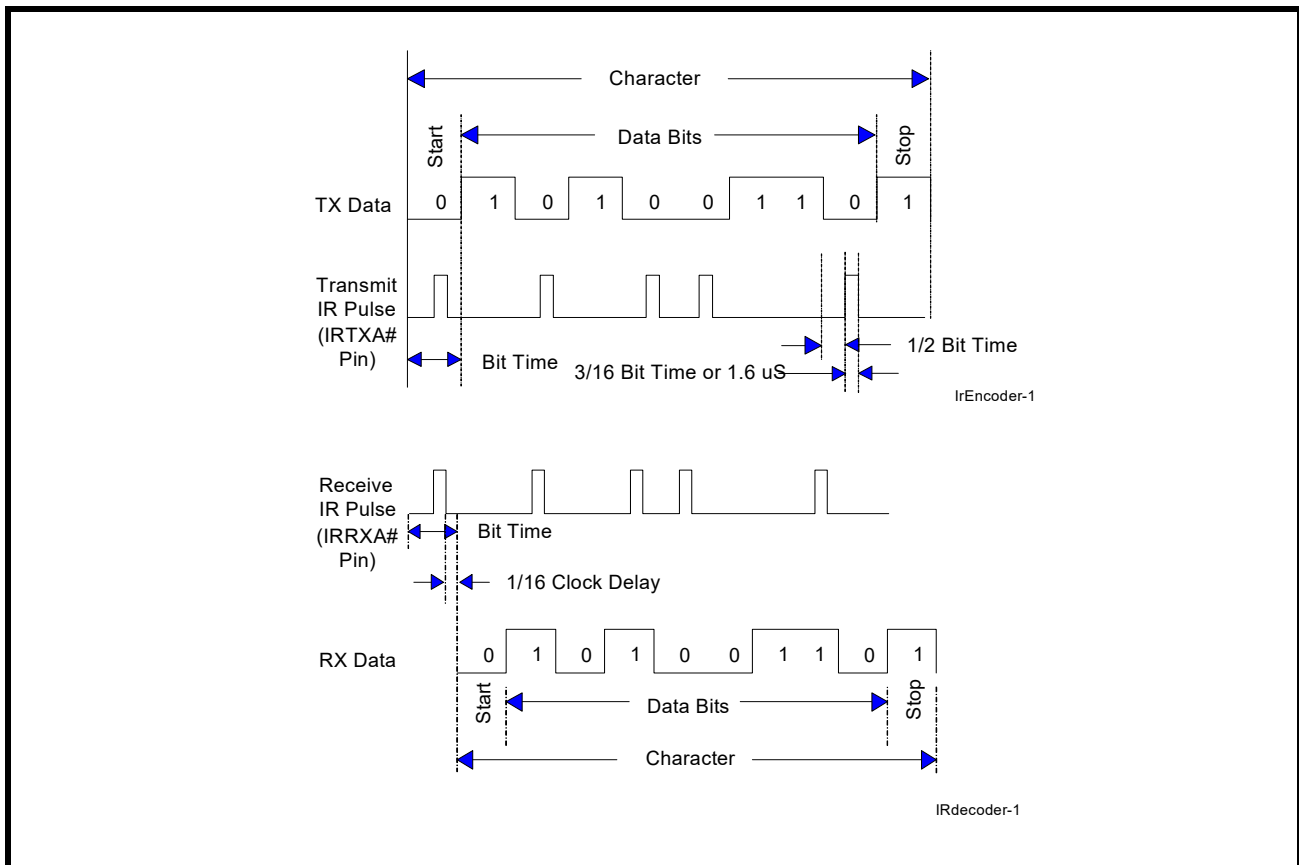 Character
Start
Data Bits
Stop
TX Data
0 1 0 1 0 0 1 1 0 1
Transmit
IR Pulse
(IRTXA#
Pin)
Bit Time
1/2 Bit Time
3/16 Bit Time or 1.6 uS
IrEncoder-1
Receive
IR Pulse
(IRRXA#
Pin)
Bit Time
1/16 Clock Delay
RX Data
0 1 0 1 0 0 1 1 0 1
Start
Data Bits
Stop
Character
IRdecoder-1